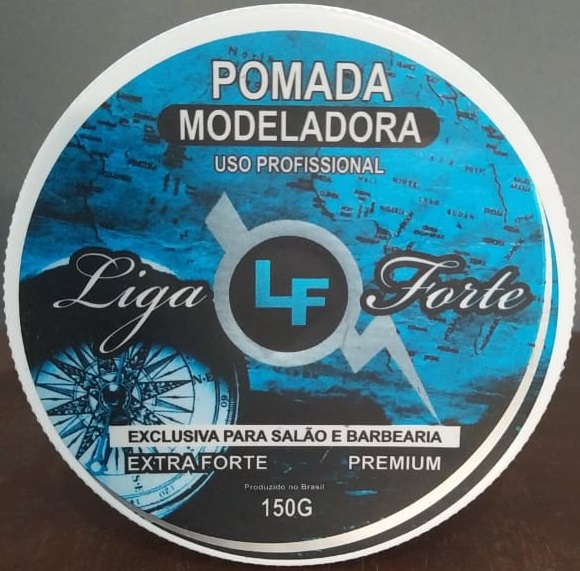 POMADA
MODELADORA
USO PROFISSIONAL
Liga LF Forte
EXCLUSIVA PARA SALÃO E BARBEARIA
EXTRA FORTE PREMIUM
Produzido no Brasil
150G